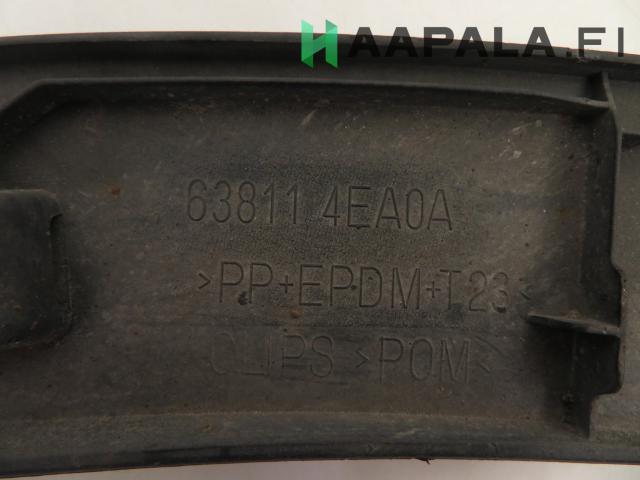 HAAPALA.FI
63811 4EA0A
>PP+EPDM+T23<
CLIPS >POM<